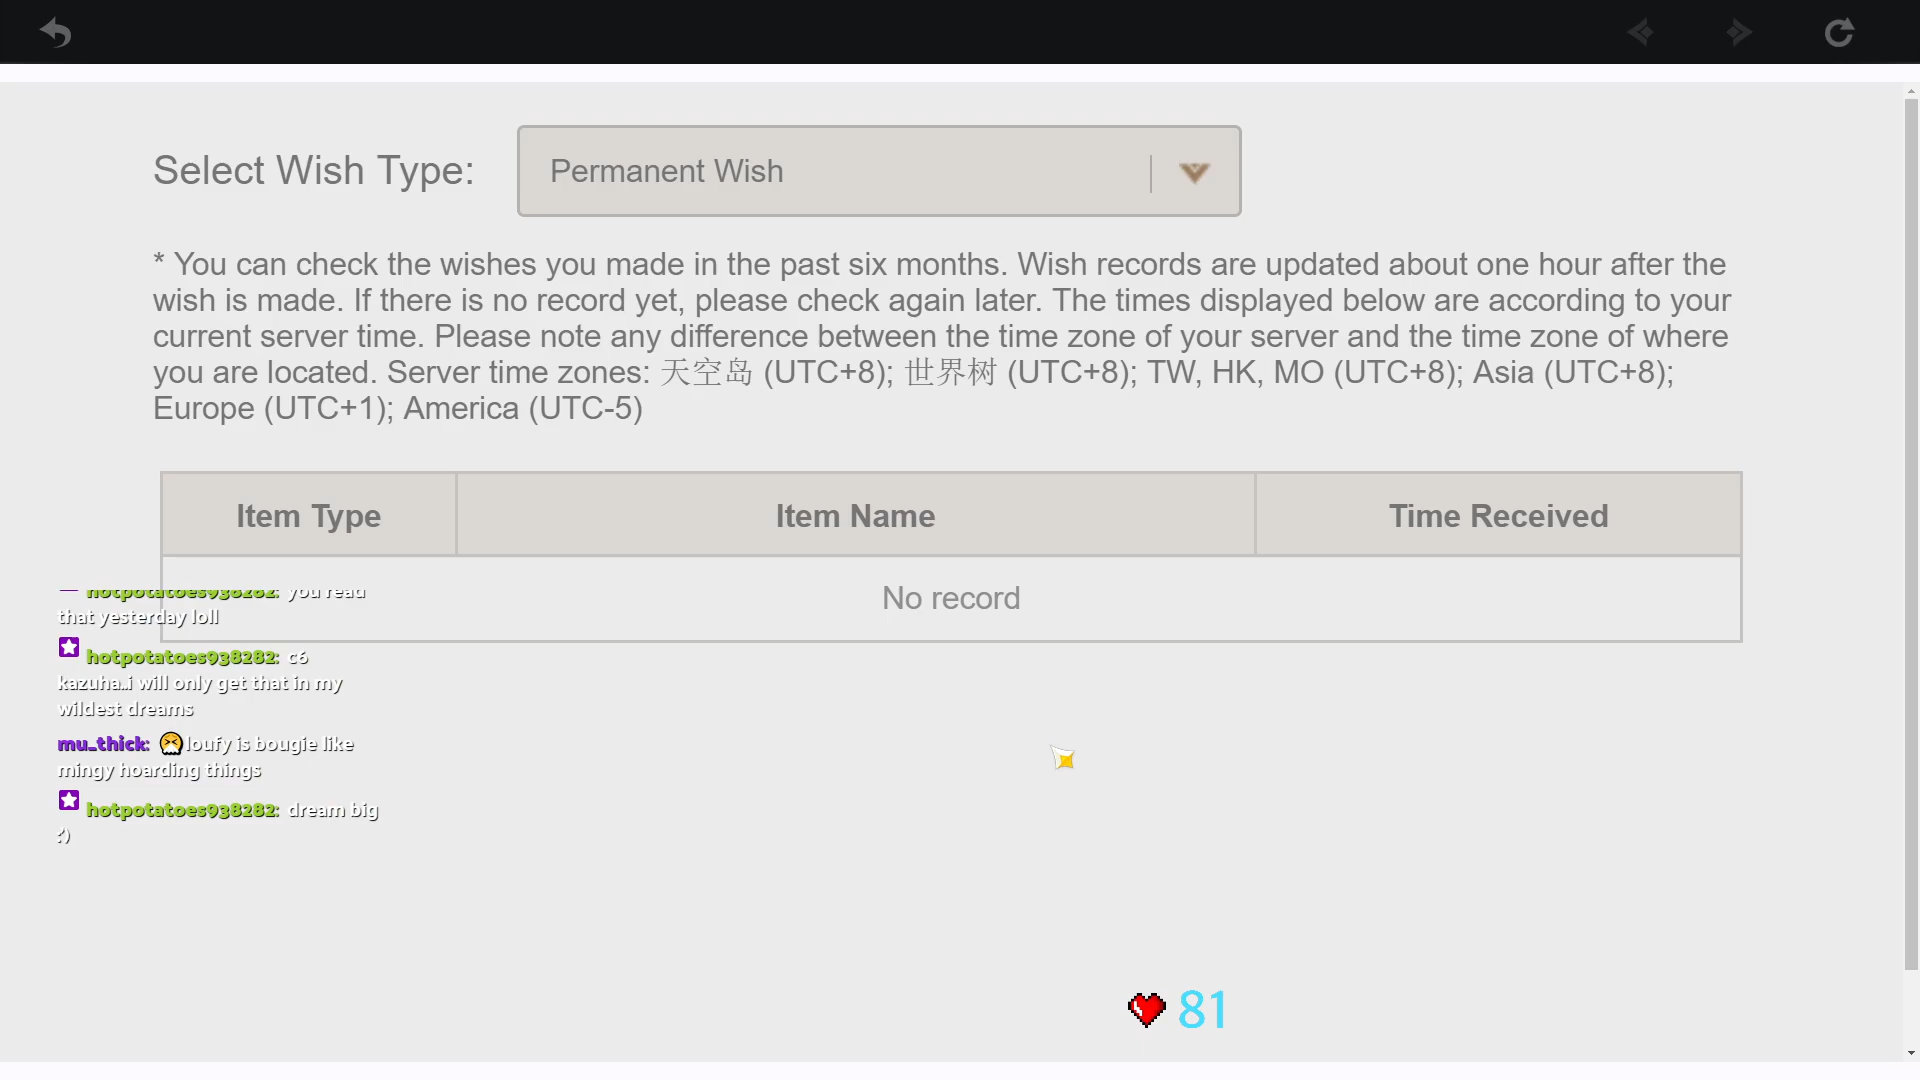 Select Wish Type:
Permanent Wish
* You can check the wishes you made in the past six months. Wish records are updated about one hour after the
wish is made. If there is no record yet, please check again later. The times displayed below are according to your
current server time. Please note any difference between the time zone of your server and the time zone of where
you are located. Server time zones: 天空岛 (UTC+8); 世界树 (UTC+8); TW, HK, MO (UTC+8); Asia (UTC+8);
Europe (UTC+1); America (UTC-5)
Item Type
Item Name
Time Received
No record
hotpotatoes938282: you read
that yesterday loll
hotpotatoes938282: c6
kazuha..i will only get that in my
wildest dreams
mu_thick: loufy is bougie like
mingy hoarding things
hotpotatoes938282: dream big
:')
81